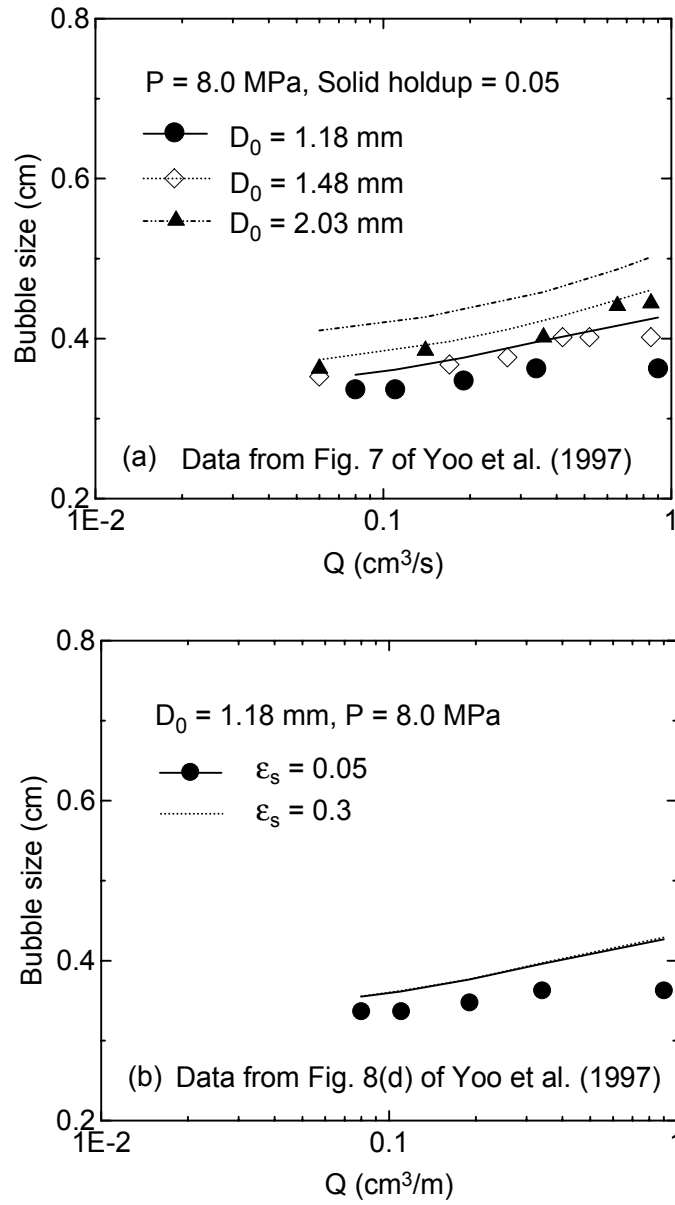 0.8
P = 8.0 MPa, Solid holdup = 0.05
D₀ = 1.18 mm
D₀ = 1.48 mm
D₀ = 2.03 mm
0.6
Bubble size (cm)
0.4
(a) Data from Fig. 7 of Yoo et al. (1997)
0.2
1E-2 0.1 1
Q (cm³/s)
0.8
D₀ = 1.18 mm, P = 8.0 MPa
εₛ = 0.05
εₛ = 0.3
0.6
Bubble size (cm)
0.4
(b) Data from Fig. 8(d) of Yoo et al. (1997)
0.2
1E-2 0.1 1
Q (cm³/m)